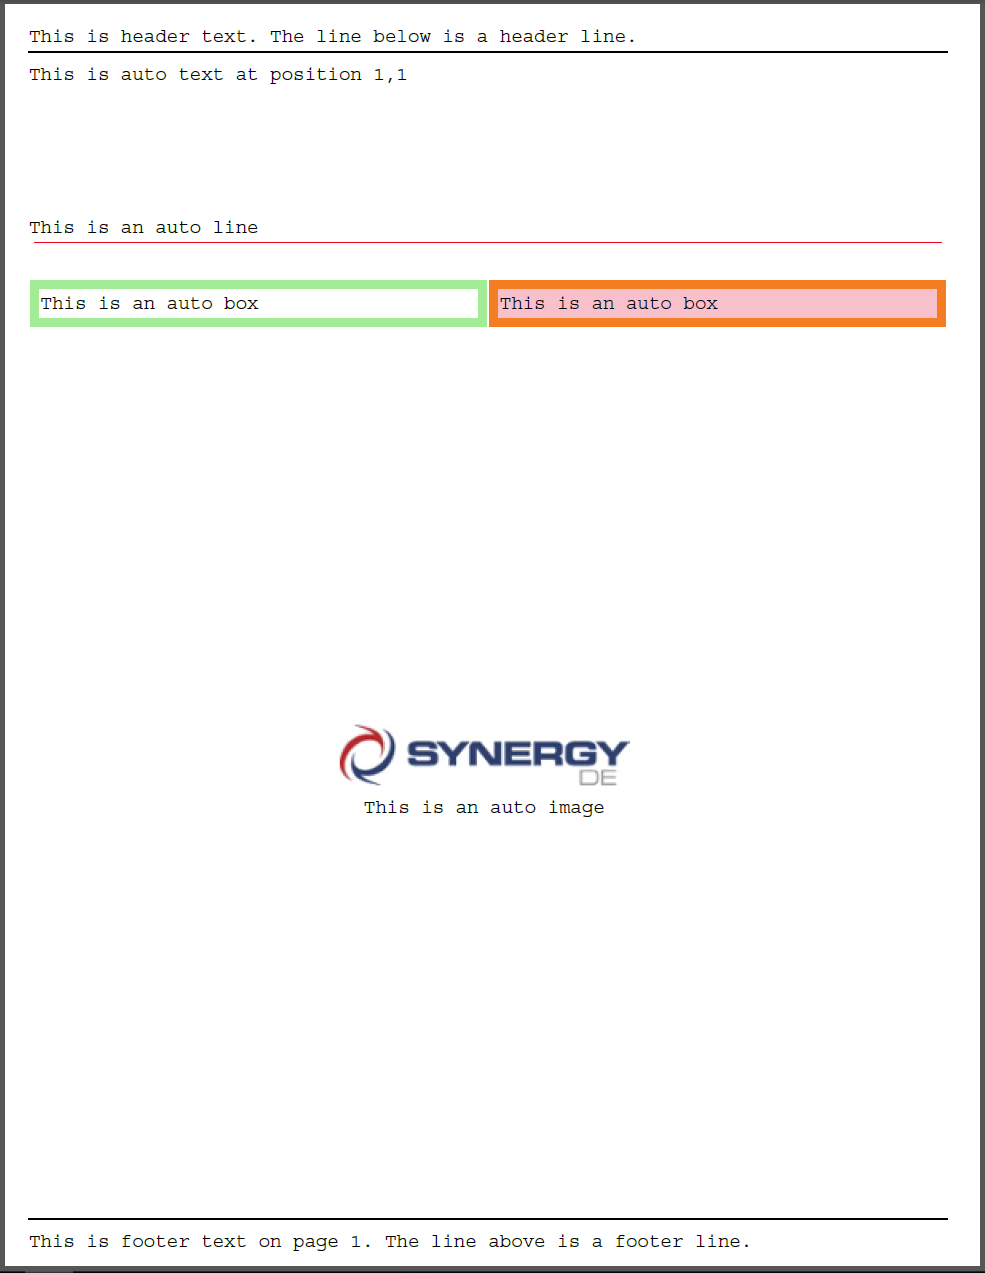 This is header text. The line below is a header line.
This is auto text at position 1,1
This is an auto line
This is an auto box This is an auto box
SYNERGY
DE
This is an auto image
This is footer text on page 1. The line above is a footer line.